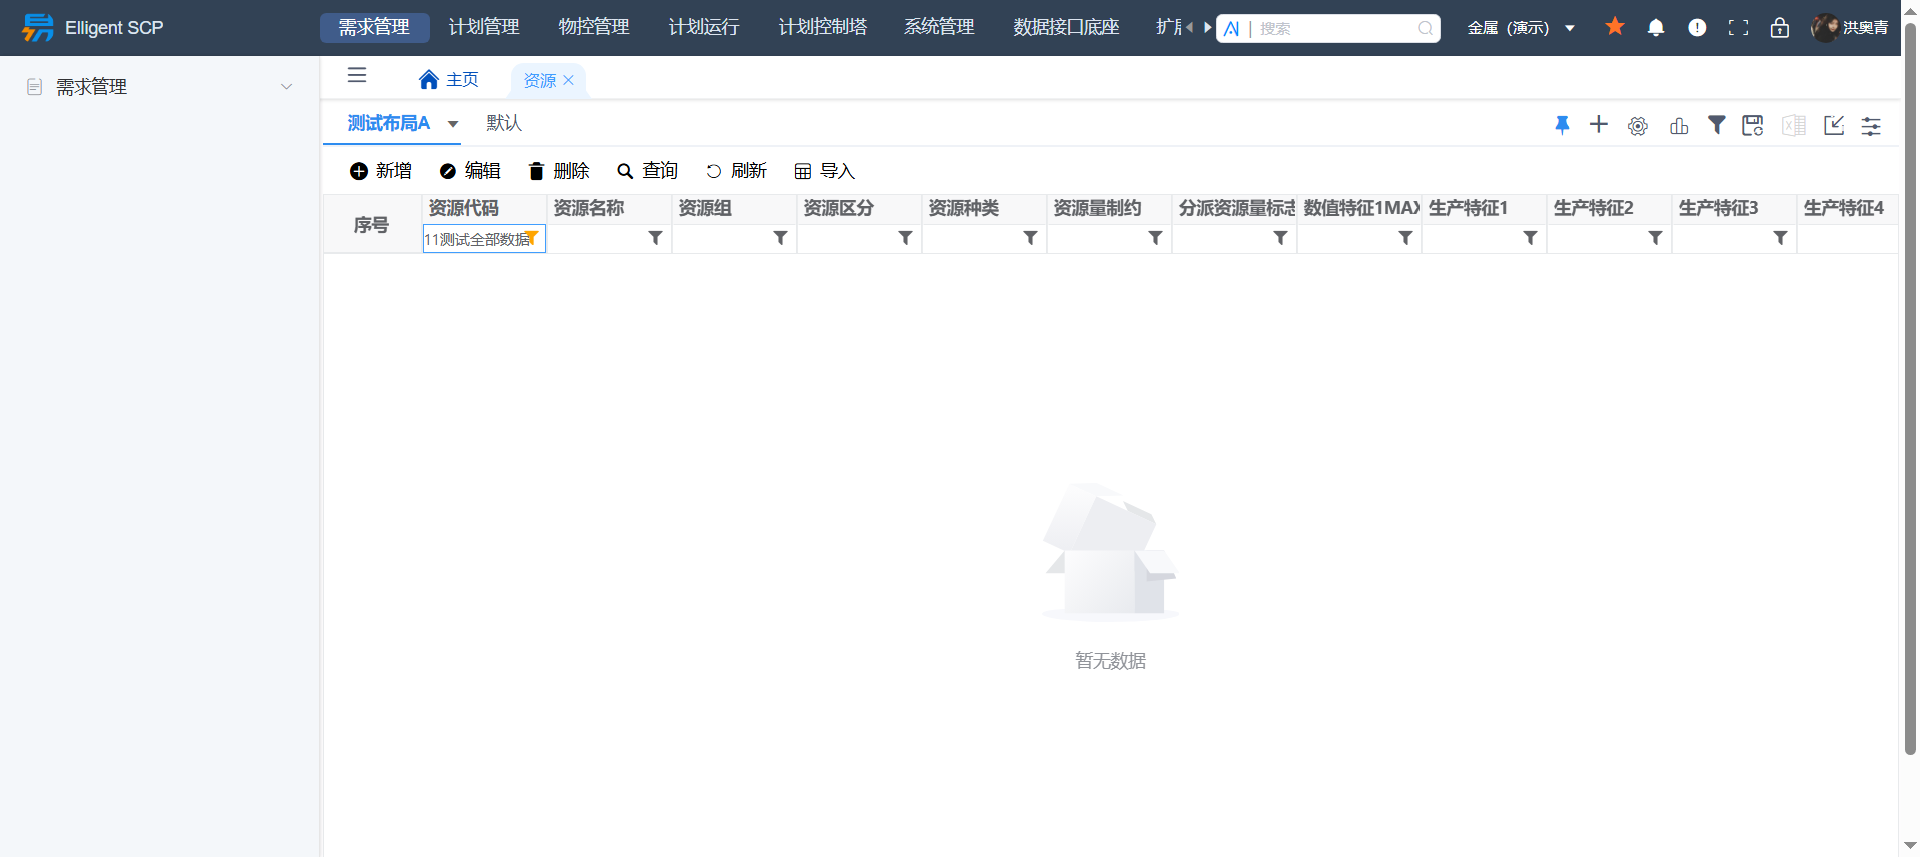 Elligent SCP 需求管理 计划管理 物控管理 计划运行 计划控制塔 系统管理 数据接口底座 扩展 AI | 搜索 金属 (演示) 洪奥青
需求管理
主页 资源
测试布局A 默认
新增 编辑 删除 查询 刷新 导入
序号 资源代码 资源名称 资源组 资源区分 资源种类 资源量制约 分派资源量标志 数值特征1MAX 生产特征1 生产特征2 生产特征3 生产特征4
11测试全部数据
暂无数据